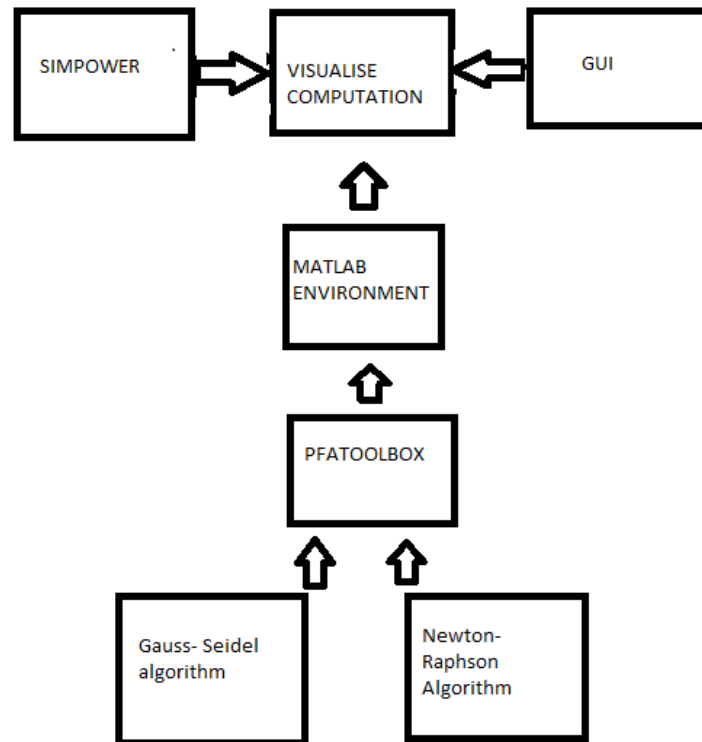 SIMPOWER
VISUALISE
COMPUTATION
GUI
MATLAB
ENVIRONMENT
PFATOOLBOX
Gauss- Seidel
algorithm
Newton-
Raphson
Algorithm